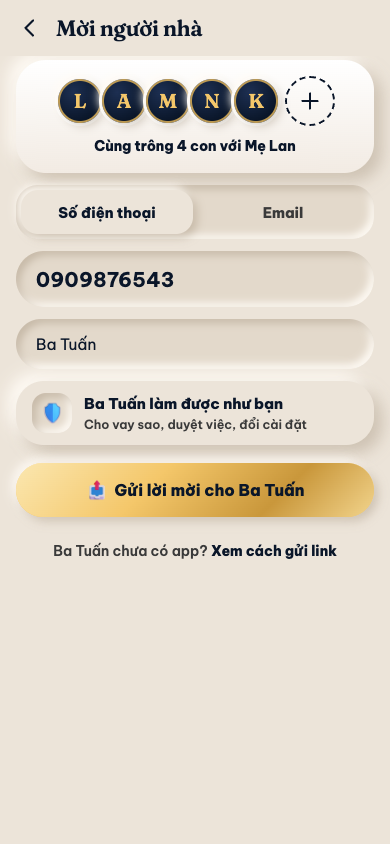 Mời người nhà
L A M N K
Cùng trông 4 con với Mẹ Lan
Số điện thoại Email
0909876543
Ba Tuấn
Ba Tuấn làm được như bạn
Cho vay sao, duyệt việc, đổi cài đặt
Gửi lời mời cho Ba Tuấn
Ba Tuấn chưa có app? Xem cách gửi link